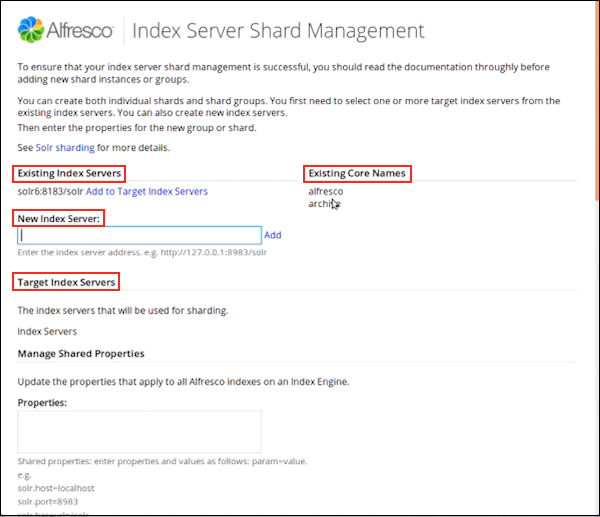 Alfresco | Index Server Shard Management
To ensure that your index server shard management is successful, you should read the documentation throughly before
adding new shard instances or groups.
You can create both individual shards and shard groups. You first need to select one or more target index servers from the
existing index servers. You can also create new index servers.
Then enter the properties for the new group or shard.
See Solr sharding for more details.
Existing Index Servers
Existing Core Names
solr6:8183/solr Add to Target Index Servers
alfresco
archive
New Index Server:
Add
Enter the index server address. e.g. http://127.0.0.1:8983/solr
Target Index Servers
The index servers that will be used for sharding.
Index Servers
Manage Shared Properties
Update the properties that apply to all Alfresco indexes on an Index Engine.
Properties:
Shared properties: enter properties and values as follows: param=value.
e.g.
solr.host=localhost
solr.port=8983